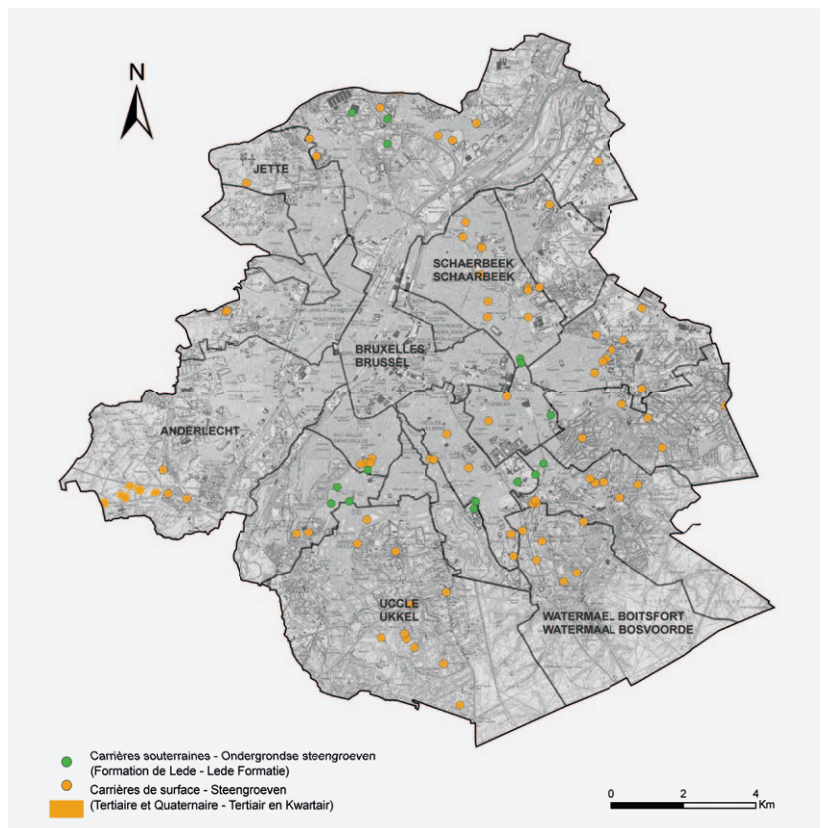 N
JETTE
SCHAERBEEK
SCHAARBEEK
BRUXELLES
BRUSSEL
ANDERLECHT
UCCLE
UKKEL
WATERMAEL BOITSFORT
WATERMAAL BOSVOORDE
Carrières souterraines - Ondergrondse steengroeven
(Formation de Lede - Lede Formatie)
Carrières de surface - Steengroeven
(Tertiaire et Quaternaire - Tertiair en Kwartair)
0 2 4
Km